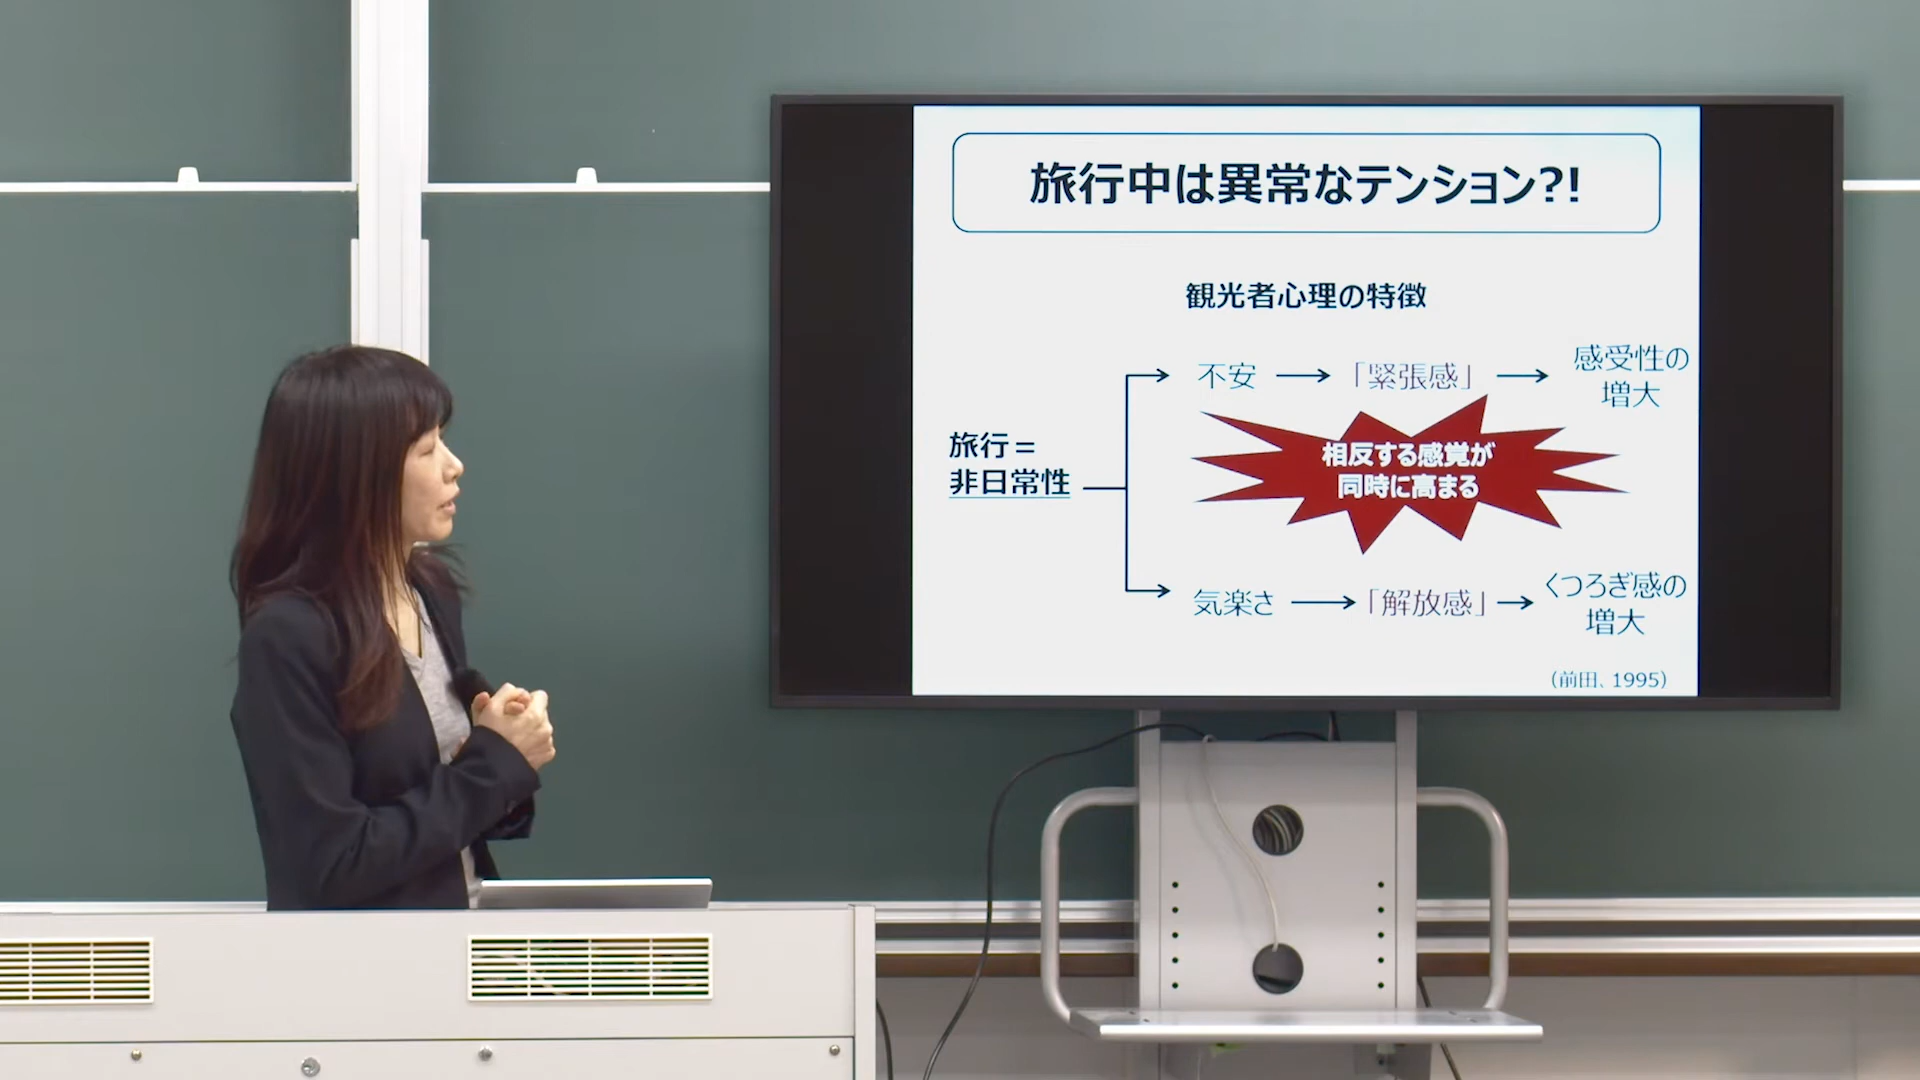 旅行中は異常なテンション?!
観光者心理の特徴
不安
「緊張感」
感受性の
増大
旅行＝
非日常性
相反する感覚が
同時に高まる
気楽さ
「解放感」
くつろぎ感の
増大
（前田、1995）